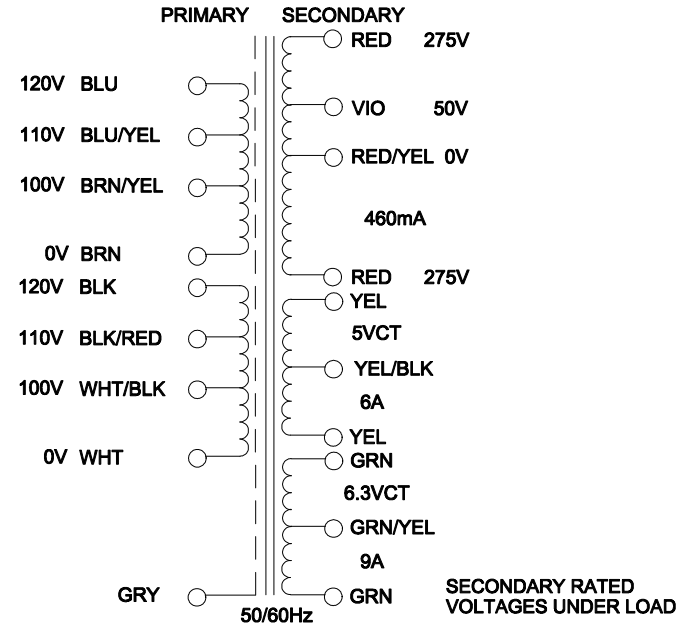 PRIMARY SECONDARY
RED 275V
120V BLU
VIO 50V
110V BLU/YEL
RED/YEL 0V
100V BRN/YEL
460mA
0V BRN
RED 275V
120V BLK
YEL
5VCT
110V BLK/RED
YEL/BLK
100V WHT/BLK
6A
YEL
0V WHT
GRN
6.3VCT
GRN/YEL
9A
GRY
GRN
SECONDARY RATED
VOLTAGES UNDER LOAD
50/60Hz